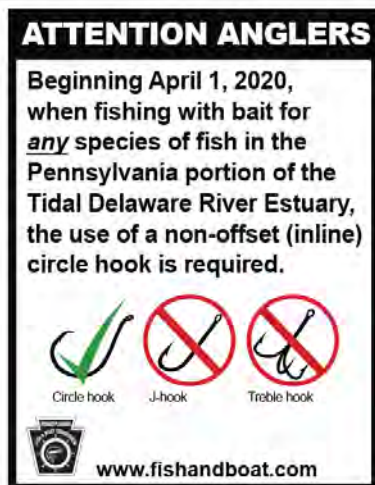 ATTENTION ANGLERS
Beginning April 1, 2020,
when fishing with bait for
any species of fish in the
Pennsylvania portion of the
Tidal Delaware River Estuary,
the use of a non-offset (inline)
circle hook is required.
Circle hook J-hook Treble hook
www.fishandboat.com